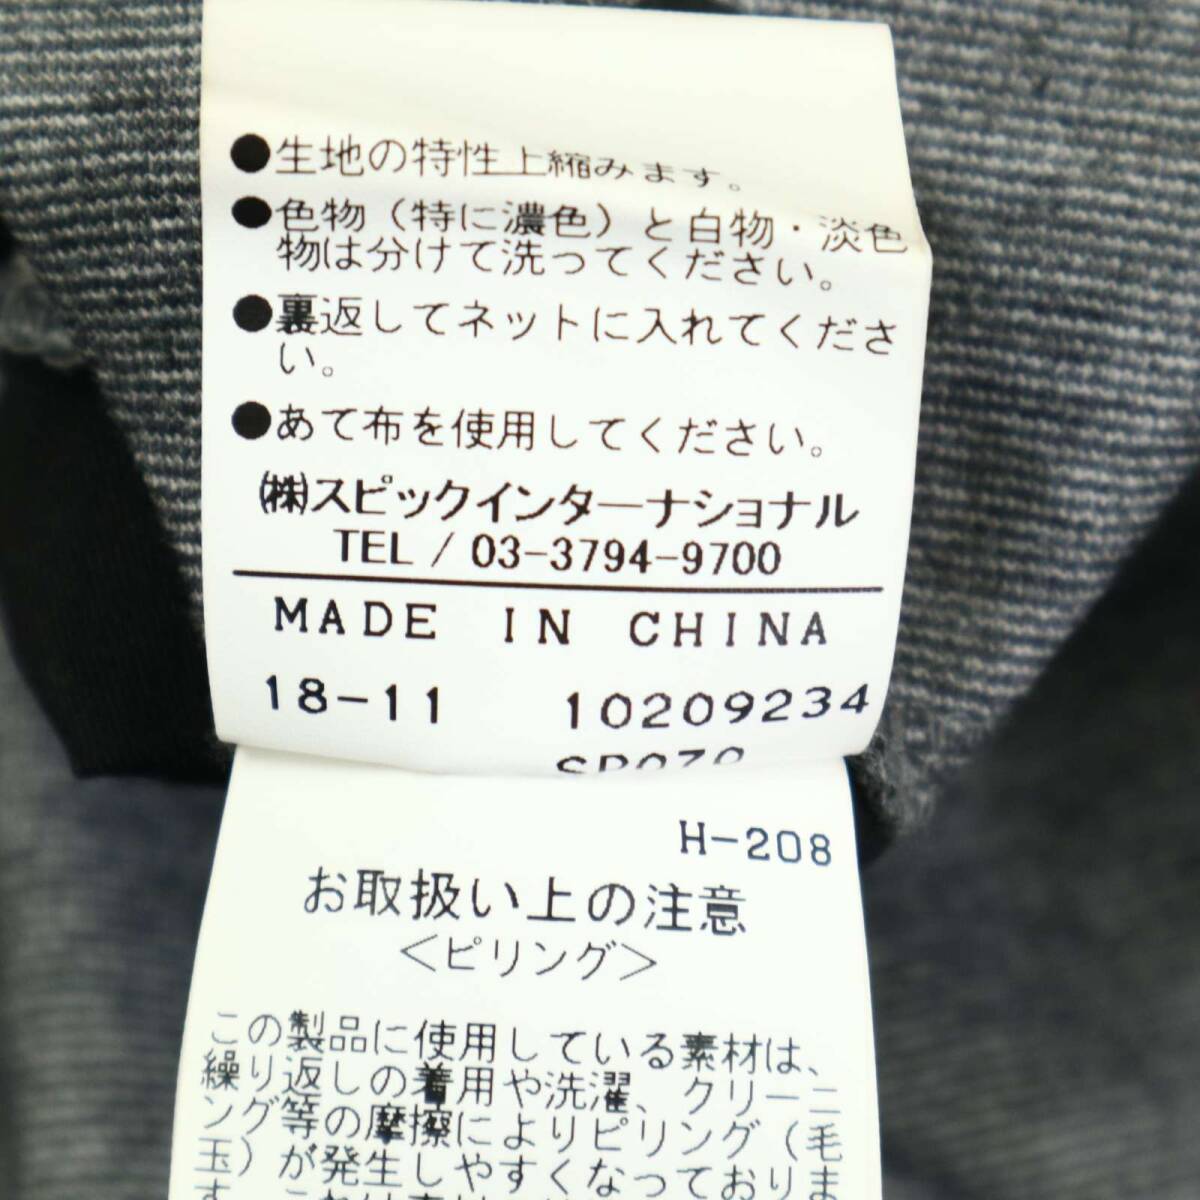 ●生地の特性上縮みます。
●色物（特に濃色）と白物・淡色
物は分けて洗ってください。
●裏返してネットに入れてくださ
い。
●あて布を使用してください。
㈱スピックインターナショナル
TEL / 03-3794-9700
MADE IN CHINA
18-11 10209234
H-208
お取扱い上の注意
＜ピリング＞
この製品に使用している素材は、
繰り返しの着用や洗濯、クリーニ
ング等の摩擦によりピリング（毛
玉）が発生しやすくなっておりま
す。